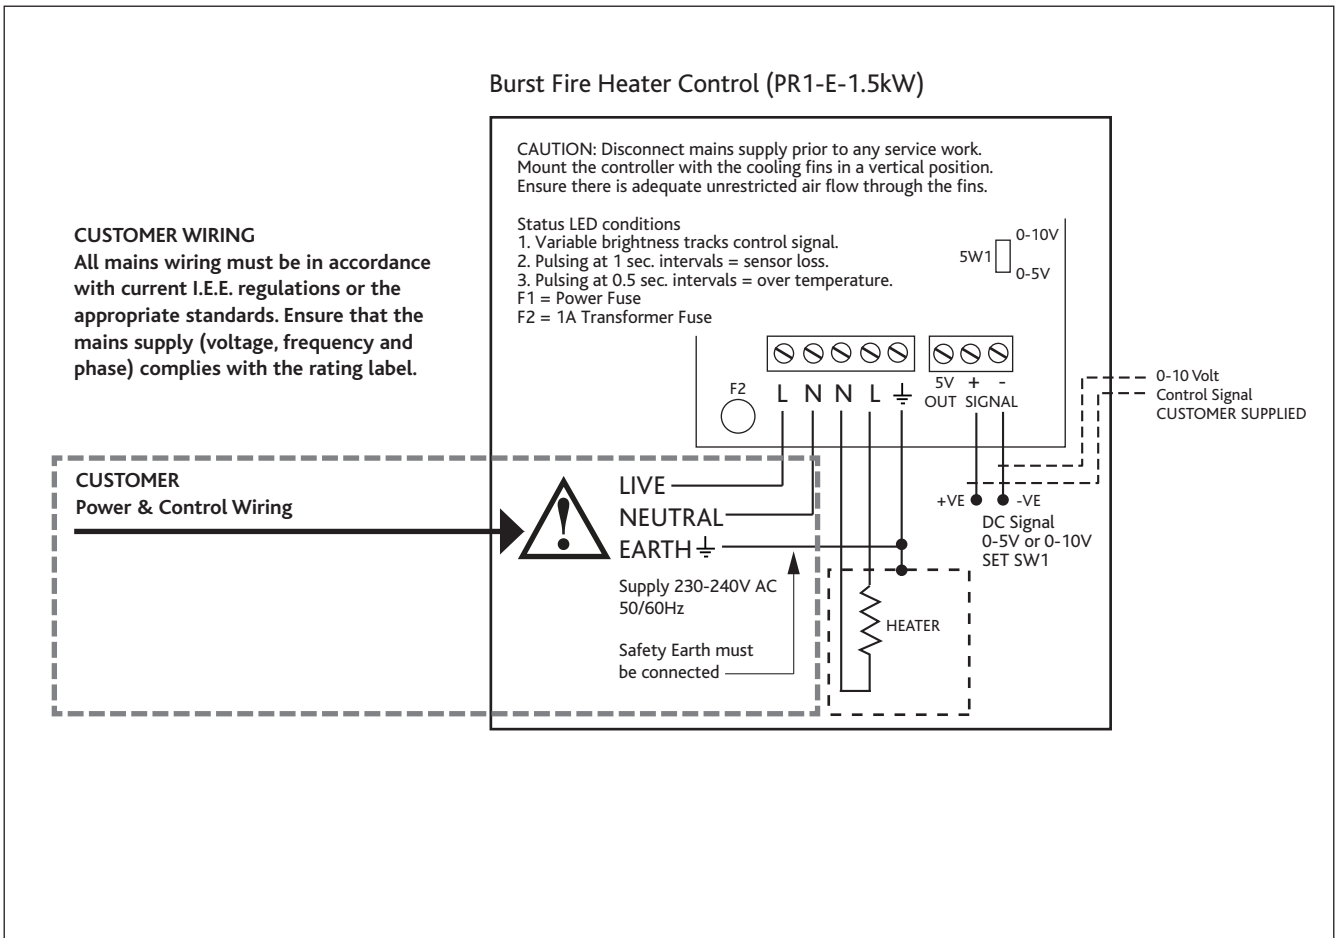 Burst Fire Heater Control (PR1-E-1.5kW)
CAUTION: Disconnect mains supply prior to any service work.
Mount the controller with the cooling fins in a vertical position.
Ensure there is adequate unrestricted air flow through the fins.
Status LED conditions
1. Variable brightness tracks control signal.
2. Pulsing at 1 sec. intervals = sensor loss.
3. Pulsing at 0.5 sec. intervals = over temperature.
F1 = Power Fuse
F2 = 1A Transformer Fuse
0-10V
5W1
0-5V
CUSTOMER WIRING
All mains wiring must be in accordance
with current I.E.E. regulations or the
appropriate standards. Ensure that the
mains supply (voltage, frequency and
phase) complies with the rating label.
F2
L N N L
5V + -
OUT SIGNAL
0-10 Volt
Control Signal
CUSTOMER SUPPLIED
CUSTOMER
Power & Control Wiring
!
LIVE
NEUTRAL
EARTH
Supply 230-240V AC
50/60Hz
Safety Earth must
be connected
+VE -VE
DC Signal
0-5V or 0-10V
SET SW1
HEATER